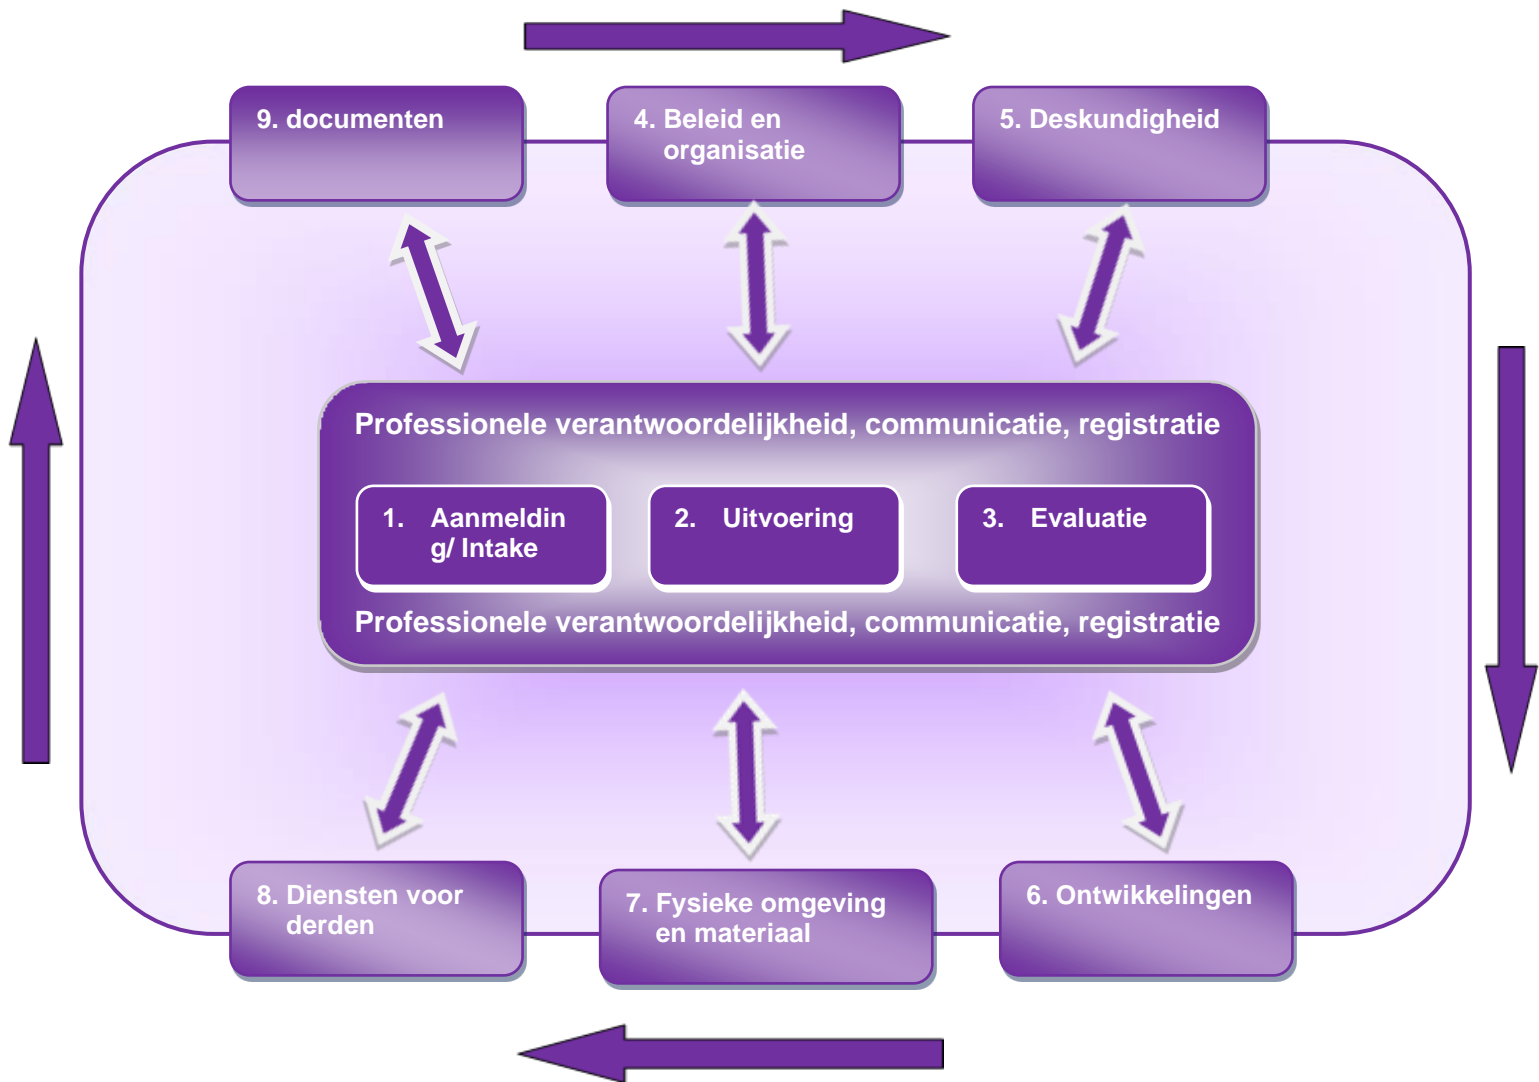 9. documenten
4. Beleid en
organisatie
5. Deskundigheid
Professionele verantwoordelijkheid, communicatie, registratie
1. Aanmeldin
g/ Intake
2. Uitvoering
3. Evaluatie
Professionele verantwoordelijkheid, communicatie, registratie
8. Diensten voor
derden
7. Fysieke omgeving
en materiaal
6. Ontwikkelingen